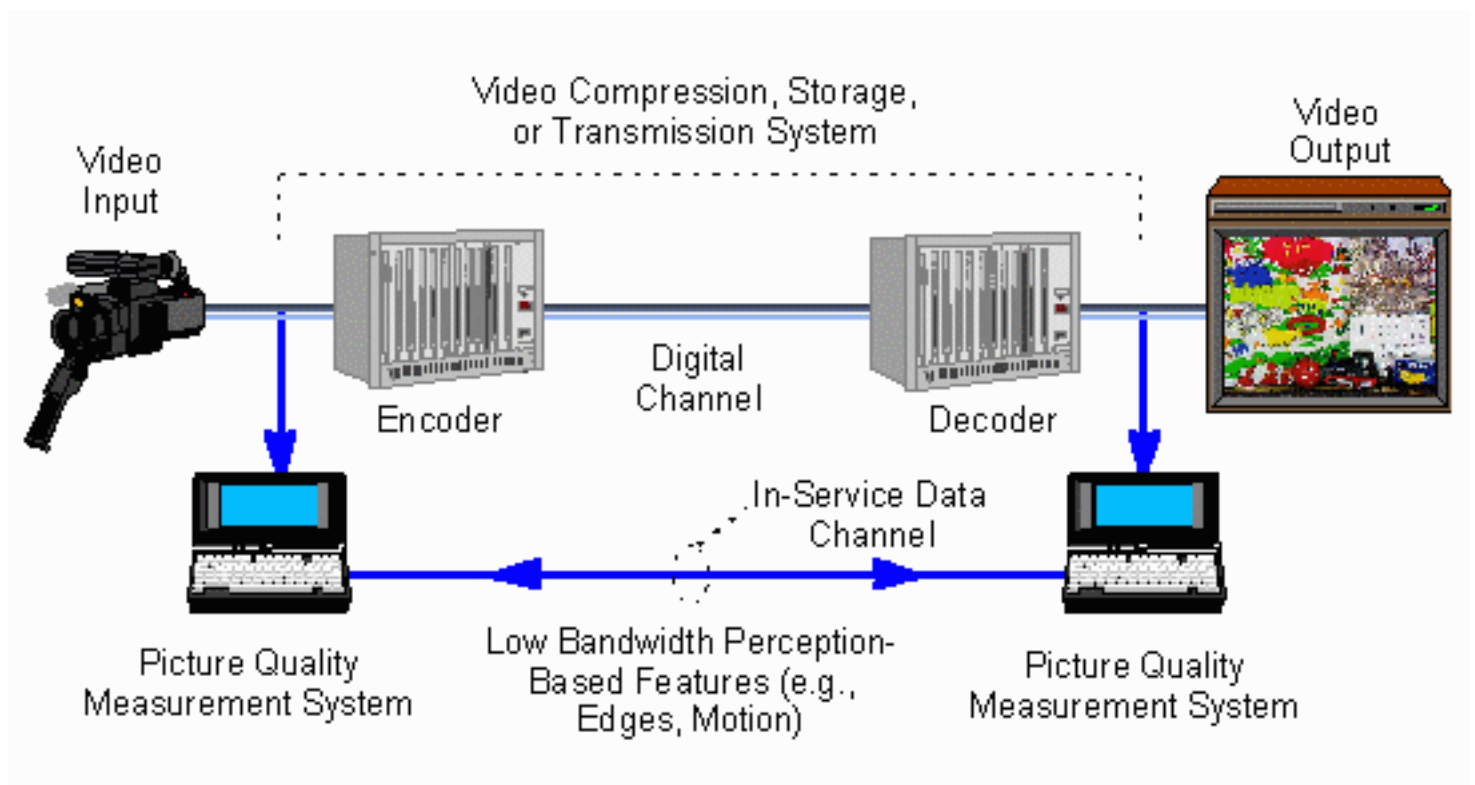 Video Compression, Storage,
or Transmission System
Video
Input
Video
Output
Digital
Channel
Encoder
Decoder
In-Service Data
Channel
Low Bandwidth Perception-
Based Features (e.g.,
Edges, Motion)
Picture Quality
Measurement System
Picture Quality
Measurement System